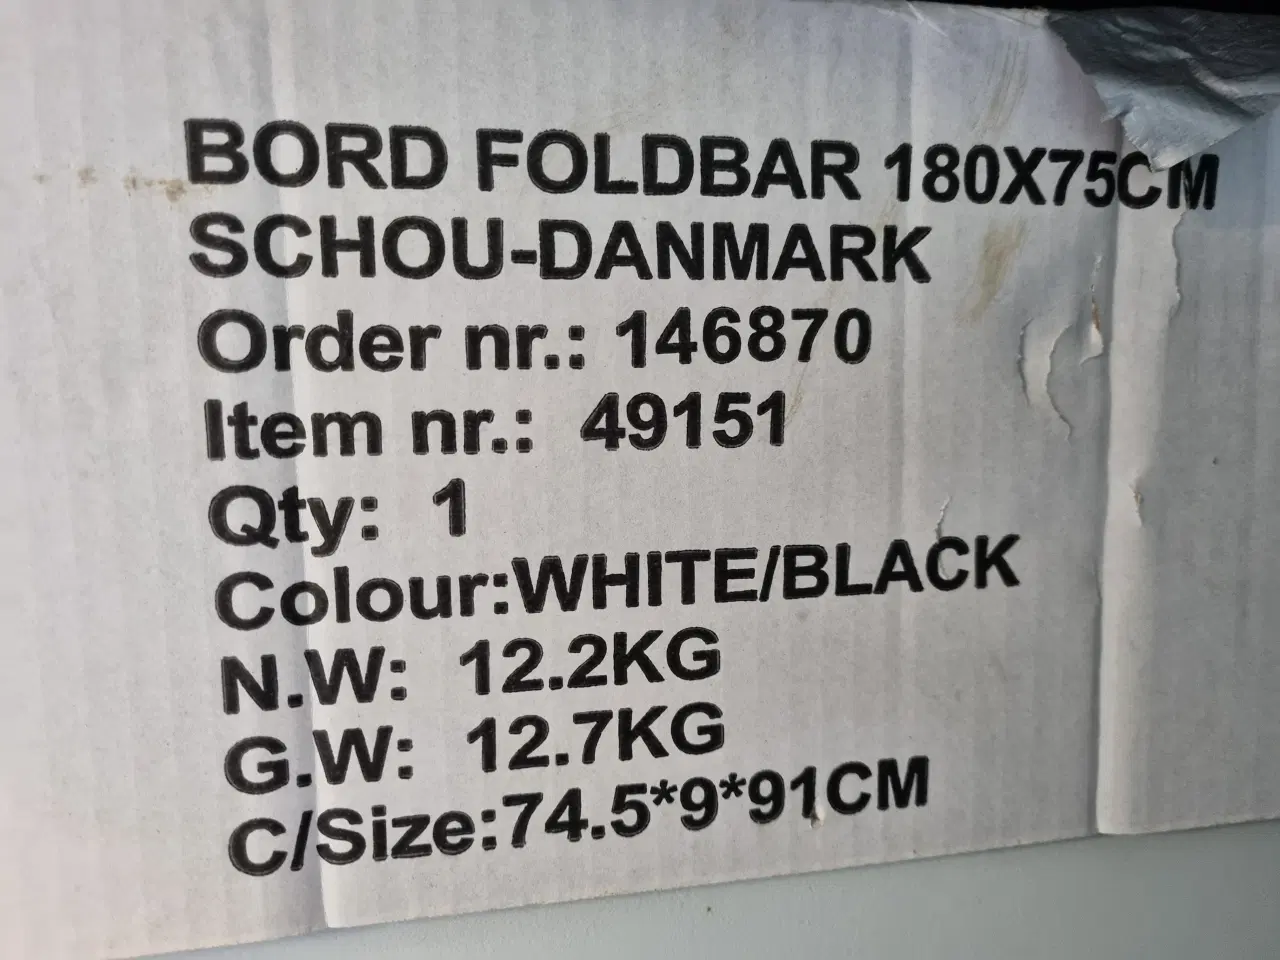 BORD FOLDBAR 180X75CM
SCHOU-DANMARK
Order nr.: 146870
Item nr.: 49151
Qty: 1
Colour:WHITE/BLACK
N.W: 12.2KG
G.W: 12.7KG
C/Size:74.5*9*91CM